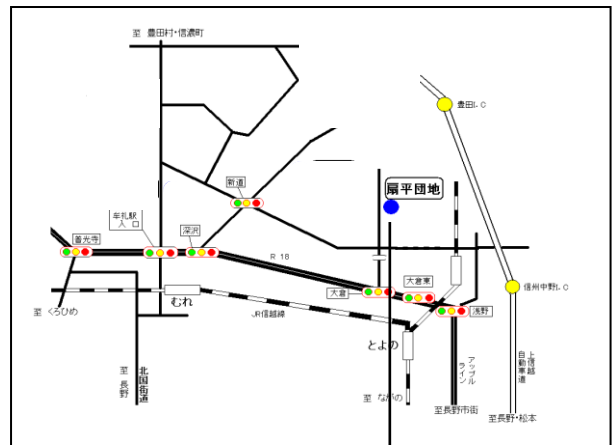 至 豊田村・信濃町
豊田I.C
扇平団地
新道
牟礼駅
入口
深沢
善光寺
R 18
大倉東
大倉
浅野
信州中野I.C
至 くろひめ
むれ
JR信越線
とよの
至 長野
北国街道
至 ながの
アップル
ライン
上信越
自動車道
至長野市街
至長野・松本